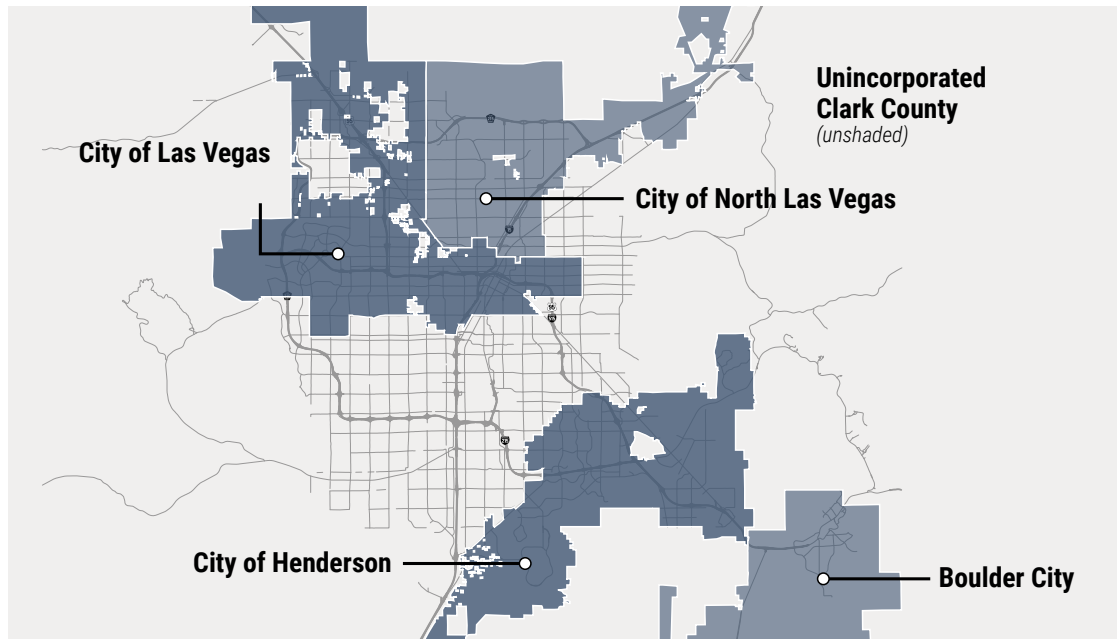 Unincorporated
Clark County
(unshaded)
City of Las Vegas
City of North Las Vegas
City of Henderson
Boulder City